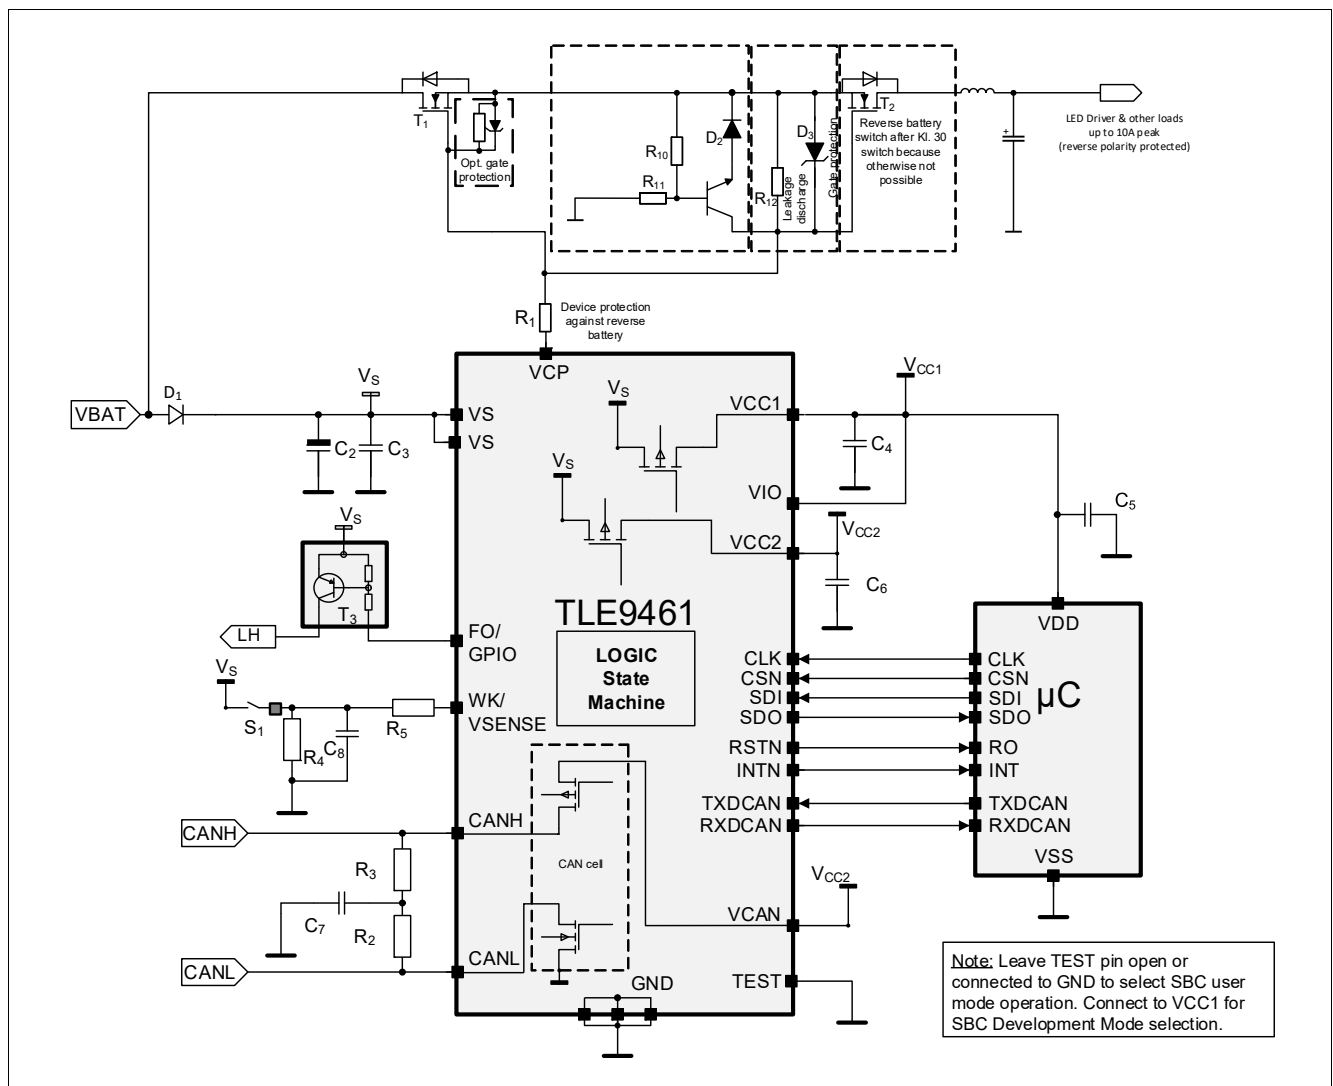 T1
Opt. gate
protection
R10
R11
D2
R12
Leakage
discharge
D3
Gate protection
T2
Reverse battery
switch after Kl. 30
switch because
otherwise not
possible
+
LED Driver & other loads
up to 10A peak
(reverse polarity protected)
R1
Device protection
against reverse
battery
VCP
VBAT
D1
VS
C2
C3
VS
VS
VS
VCC1
VCC1
C4
VS
VIO
VCC2
VCC2
C6
C5
VS
T3
LH
FO/
GPIO
TLE9461
LOGIC
State
Machine
VS
S1
R4
C8
R5
WK/
VSENSE
CLK
CSN
SDI
SDO
RSTN
INTN
TXDCAN
RXDCAN
VDD
µC
CLK
CSN
SDI
SDO
RO
INT
TXDCAN
RXDCAN
VSS
CANH
CANH
R3
C7
R2
CANL
CANL
CAN cell
VCC2
VCAN
TEST
GND
Note: Leave TEST pin open or
connected to GND to select SBC user
mode operation. Connect to VCC1 for
SBC Development Mode selection.